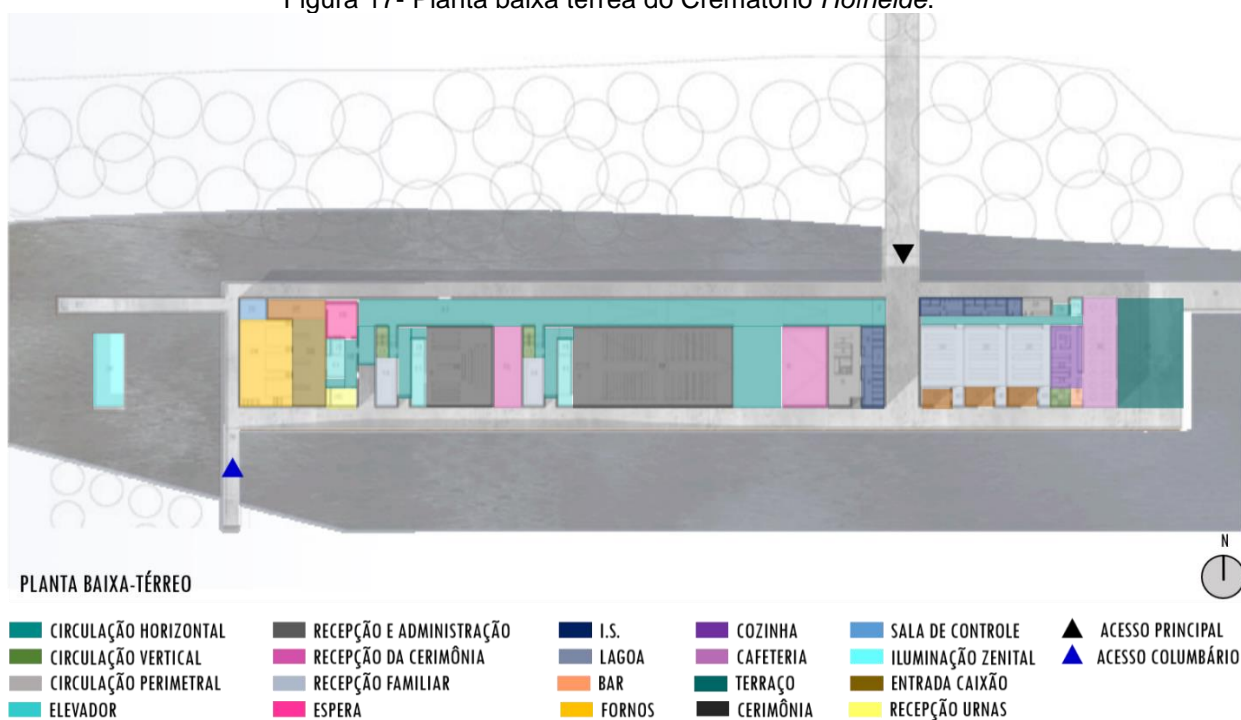 Figura 17- Planta baixa térrea do Crematório Hofheide.
N
PLANTA BAIXA-TÉRREO
CIRCULAÇÃO HORIZONTAL
CIRCULAÇÃO VERTICAL
CIRCULAÇÃO PERIMETRAL
ELEVADOR
RECEPÇÃO E ADMINISTRAÇÃO
RECEPÇÃO DA CERIMÔNIA
RECEPÇÃO FAMILIAR
ESPERA
I.S.
LAGOA
BAR
FORNOS
COZINHA
CAFETERIA
TERRAÇO
CERIMÔNIA
SALA DE CONTROLE
ILUMINAÇÃO ZENITAL
ENTRADA CAIXÃO
RECEPÇÃO URNAS
ACESSO PRINCIPAL
ACESSO COLUMBÁRIO